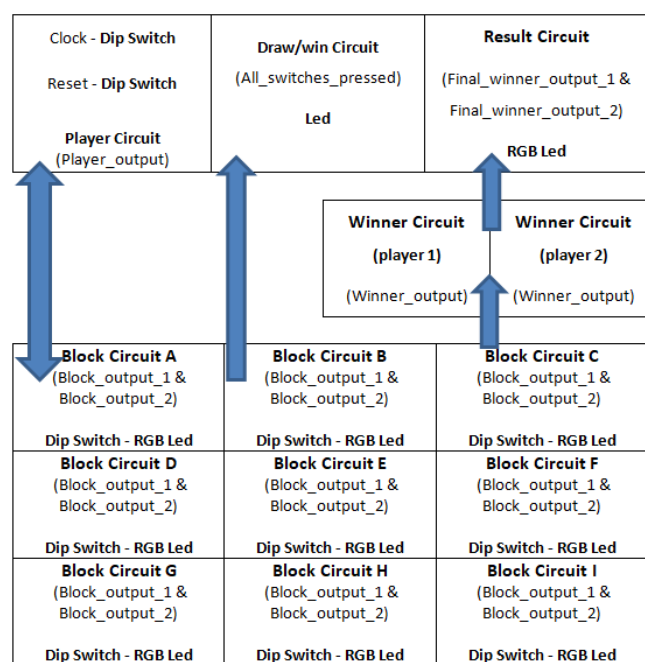 Clock - Dip Switch
Reset - Dip Switch
Player Circuit
(Player_output)
Draw/win Circuit
(All_switches_pressed)
Led
Result Circuit
(Final_winner_output_1 &
Final_winner_output_2)
RGB Led
Winner Circuit
(player 1)
(Winner_output)
Winner Circuit
(player 2)
(Winner_output)
Block Circuit A
(Block_output_1 &
Block_output_2)
Dip Switch - RGB Led
Block Circuit B
(Block_output_1 &
Block_output_2)
Dip Switch - RGB Led
Block Circuit C
(Block_output_1 &
Block_output_2)
Dip Switch - RGB Led
Block Circuit D
(Block_output_1 &
Block_output_2)
Dip Switch - RGB Led
Block Circuit E
(Block_output_1 &
Block_output_2)
Dip Switch - RGB Led
Block Circuit F
(Block_output_1 &
Block_output_2)
Dip Switch - RGB Led
Block Circuit G
(Block_output_1 &
Block_output_2)
Dip Switch - RGB Led
Block Circuit H
(Block_output_1 &
Block_output_2)
Dip Switch - RGB Led
Block Circuit I
(Block_output_1 &
Block_output_2)
Dip Switch - RGB Led